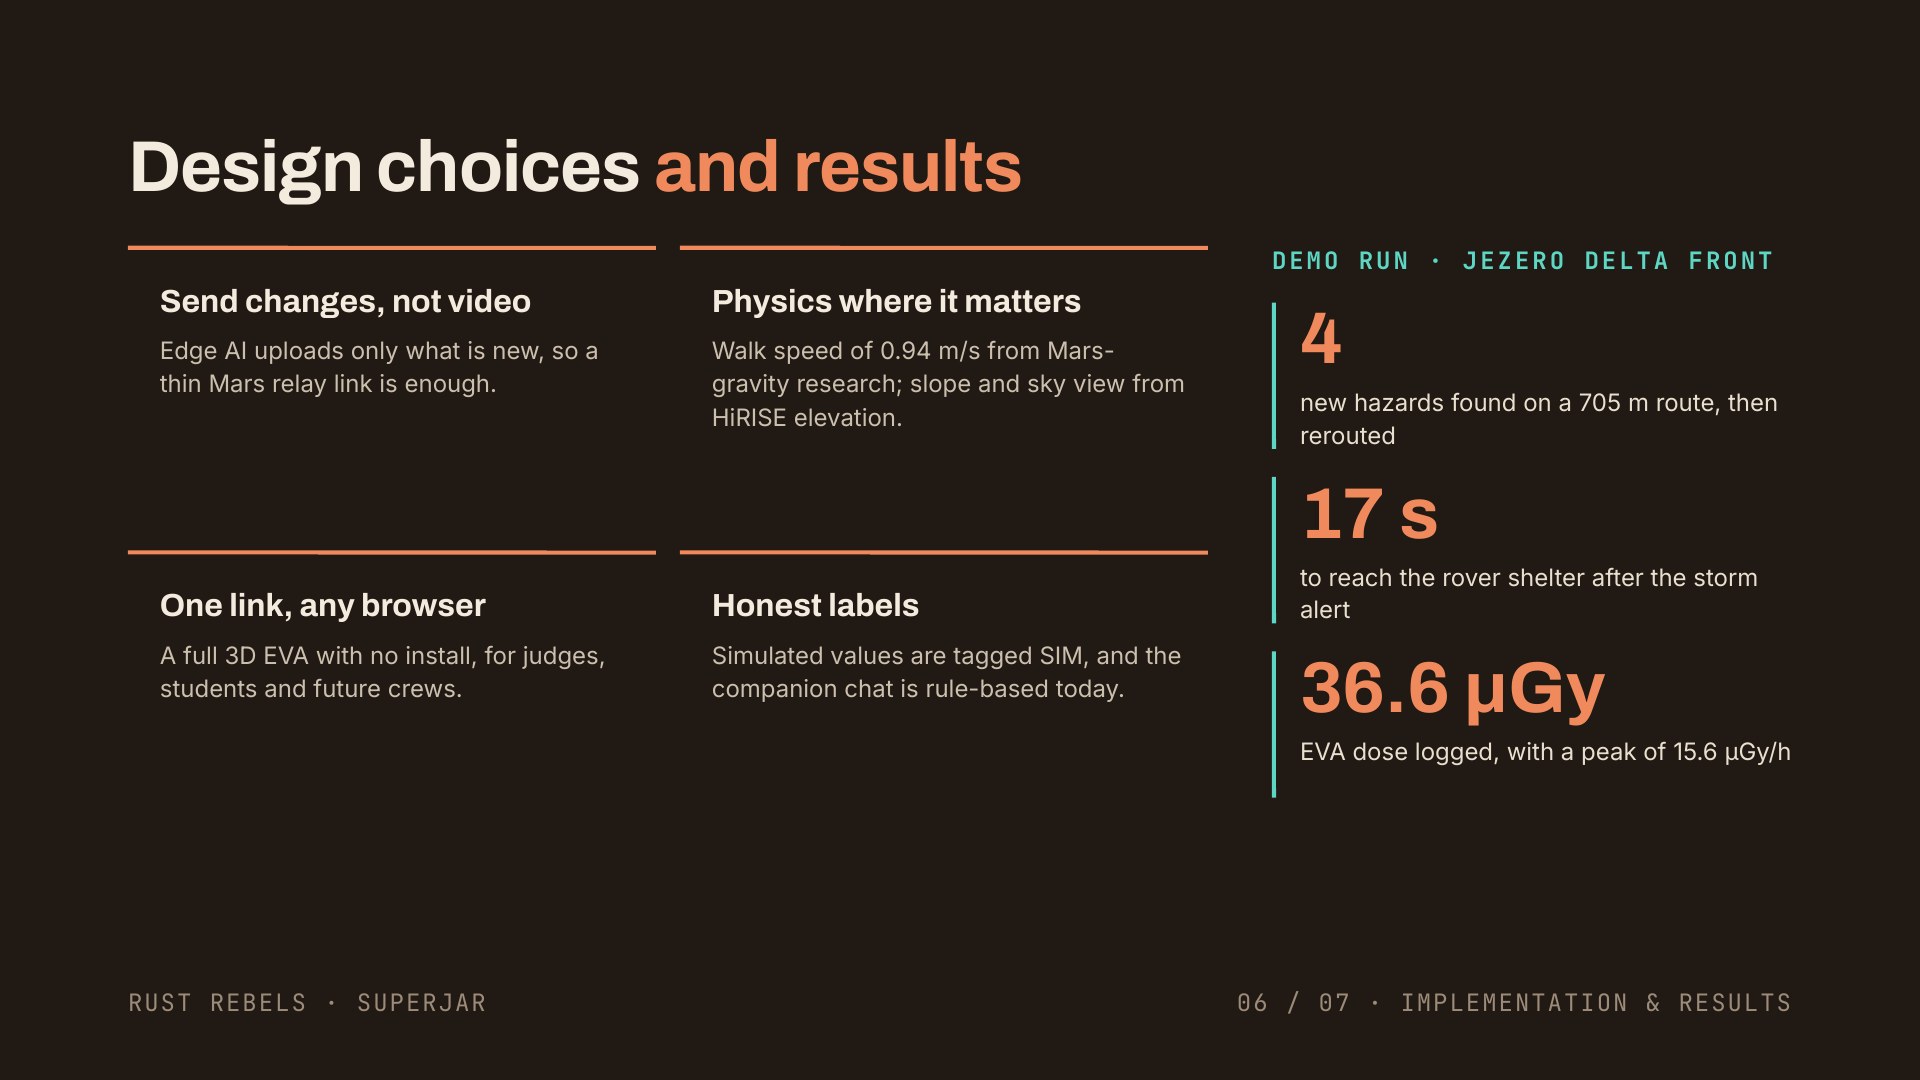 Design choices and results
Send changes, not video
Edge AI uploads only what is new, so a
thin Mars relay link is enough.
Physics where it matters
Walk speed of 0.94 m/s from Mars-
gravity research; slope and sky view from
HiRISE elevation.
One link, any browser
A full 3D EVA with no install, for judges,
students and future crews.
Honest labels
Simulated values are tagged SIM, and the
companion chat is rule-based today.
DEMO RUN · JEZERO DELTA FRONT
4
new hazards found on a 705 m route, then
rerouted
17 s
to reach the rover shelter after the storm
alert
36.6 µGy
EVA dose logged, with a peak of 15.6 µGy/h
RUST REBELS · SUPERJAR
06 / 07 · IMPLEMENTATION & RESULTS